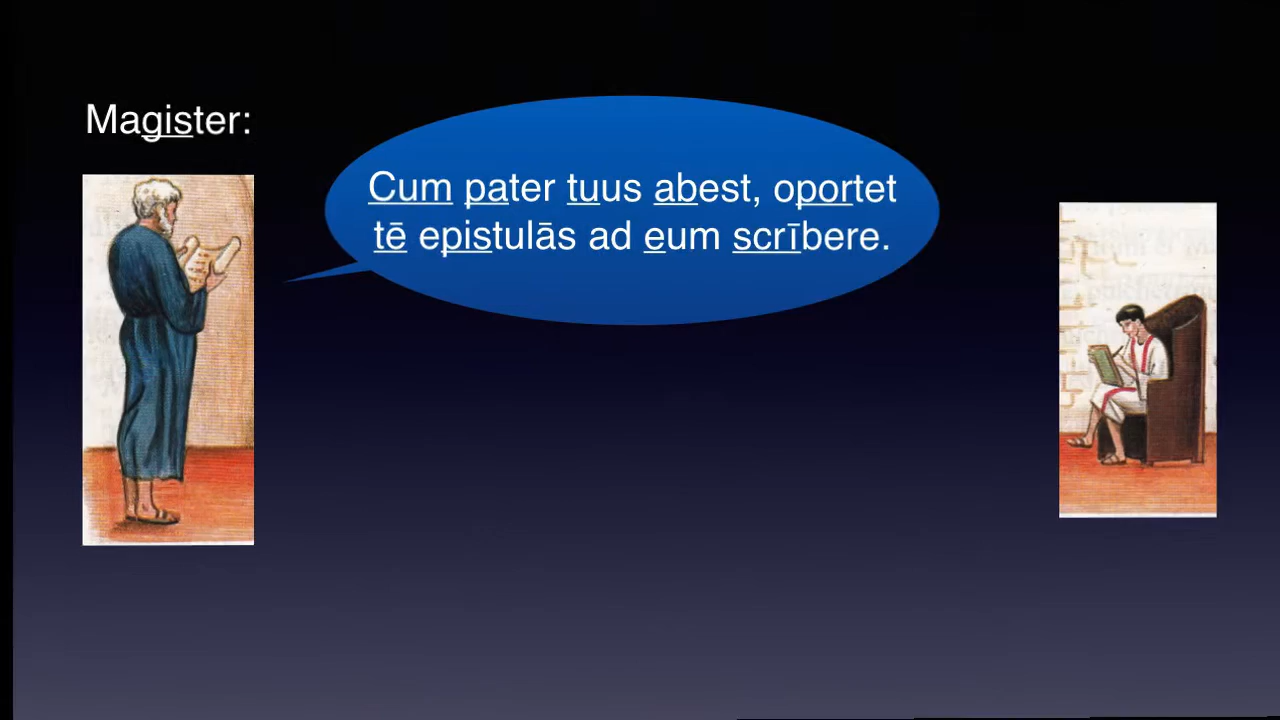 Magister:
Cum pater tuus abest, oportet
tē epistulās ad eum scrībere.